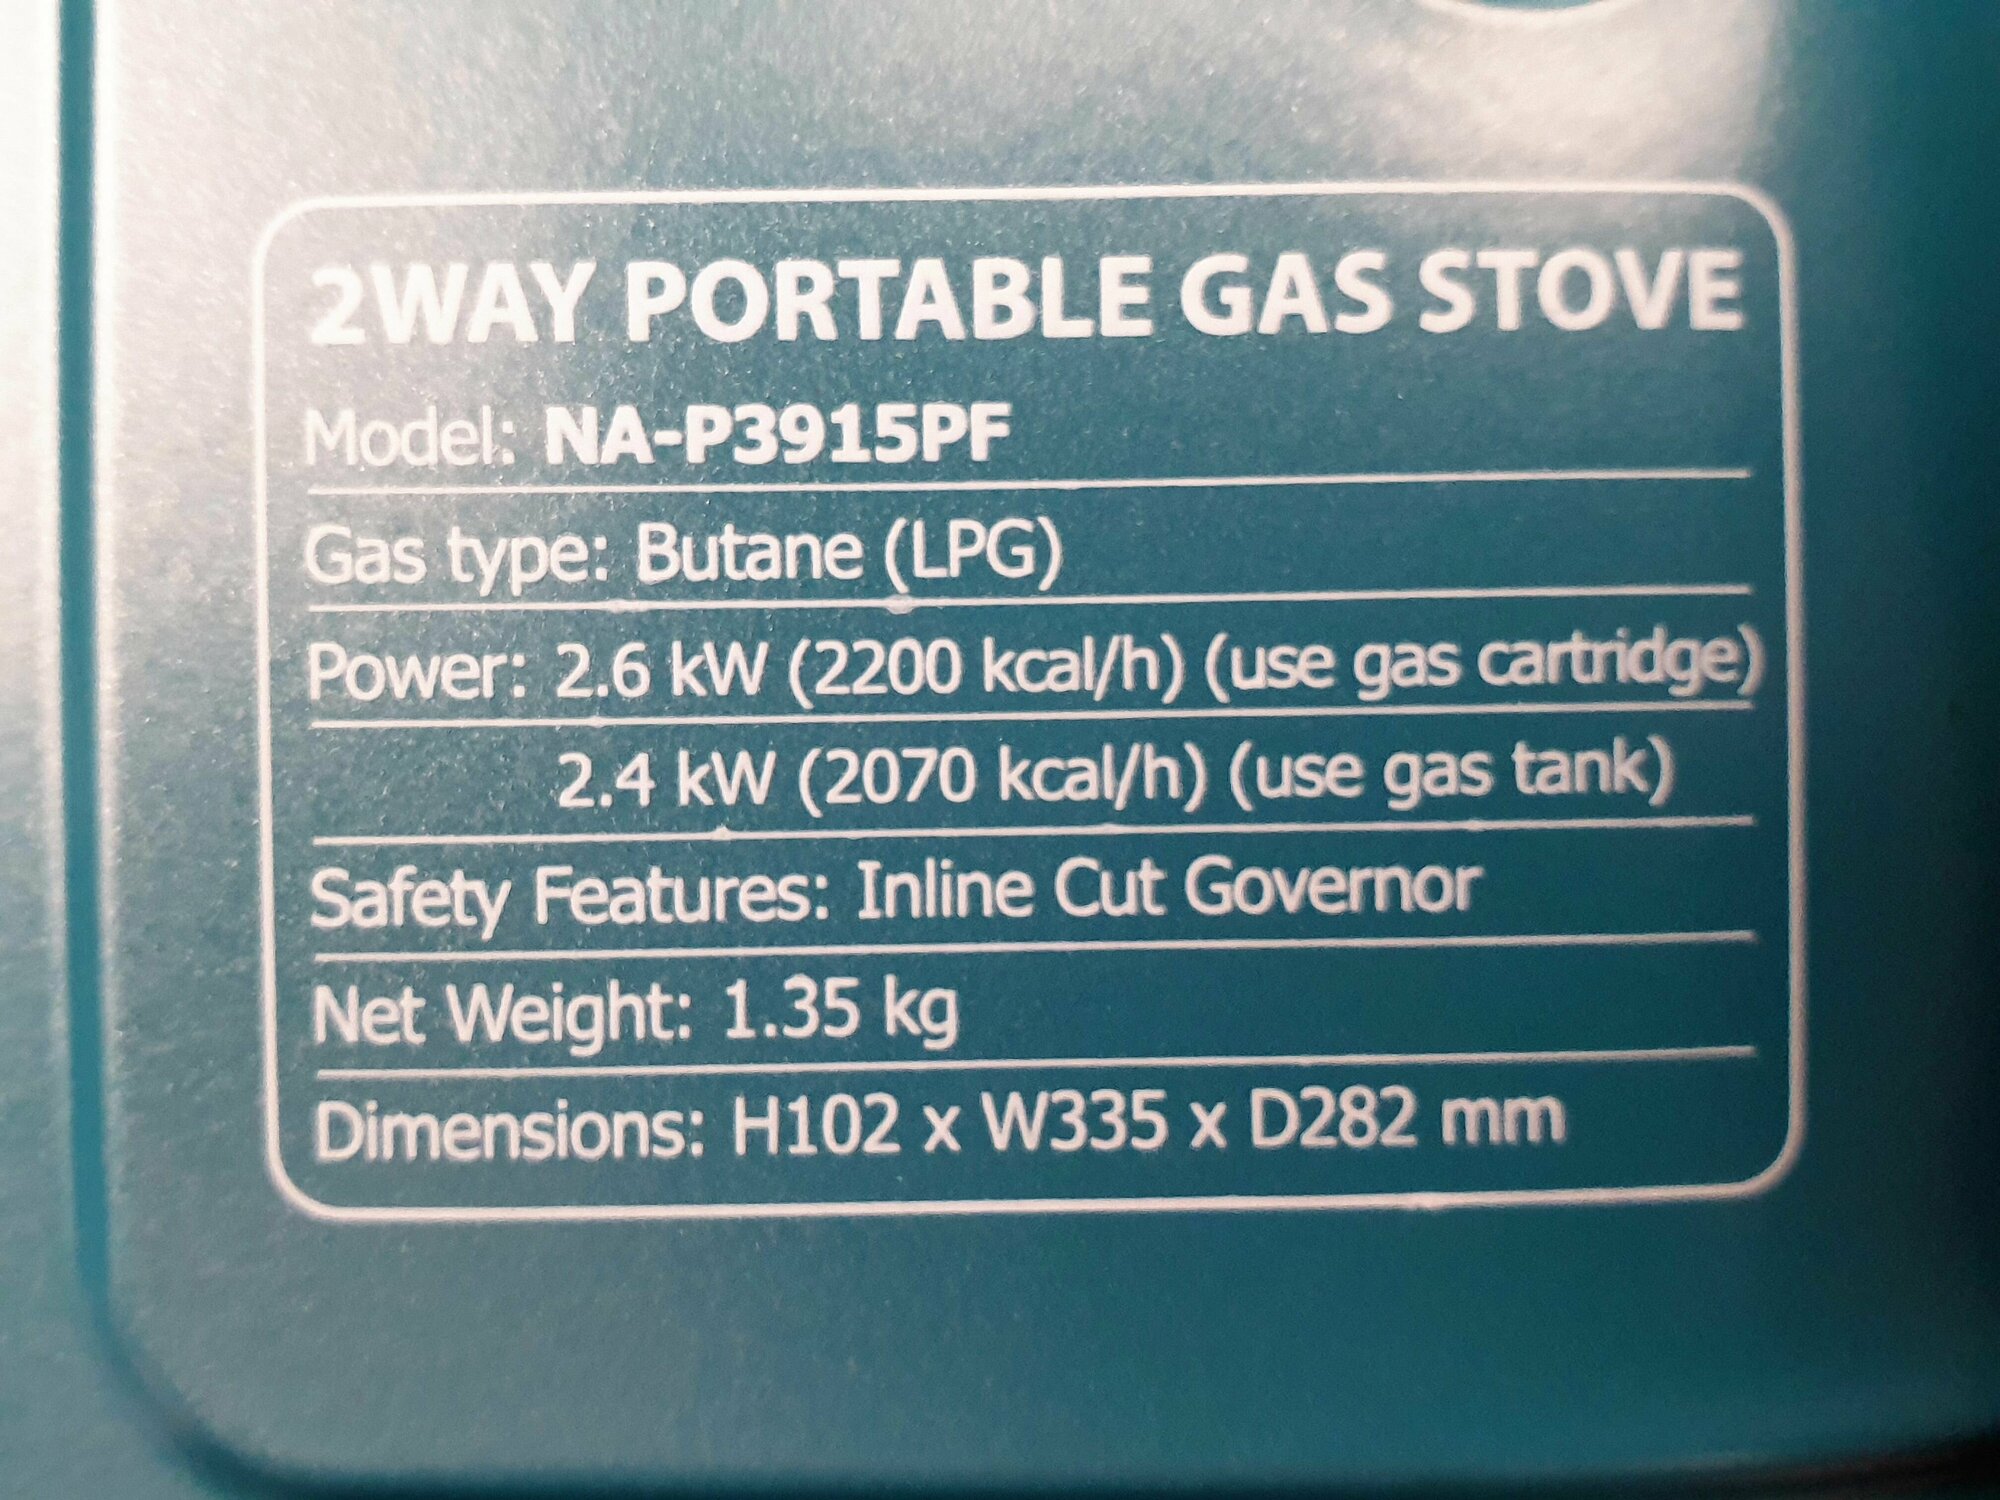 2WAY PORTABLE GAS STOVE
Model: NA-P3915PF
Gas type: Butane (LPG)
Power: 2.6 kW (2200 kcal/h) (use gas cartridge)
2.4 kW (2070 kcal/h) (use gas tank)
Safety Features: Inline Cut Governor
Net Weight: 1.35 kg
Dimensions: H102 x W335 x D282 mm